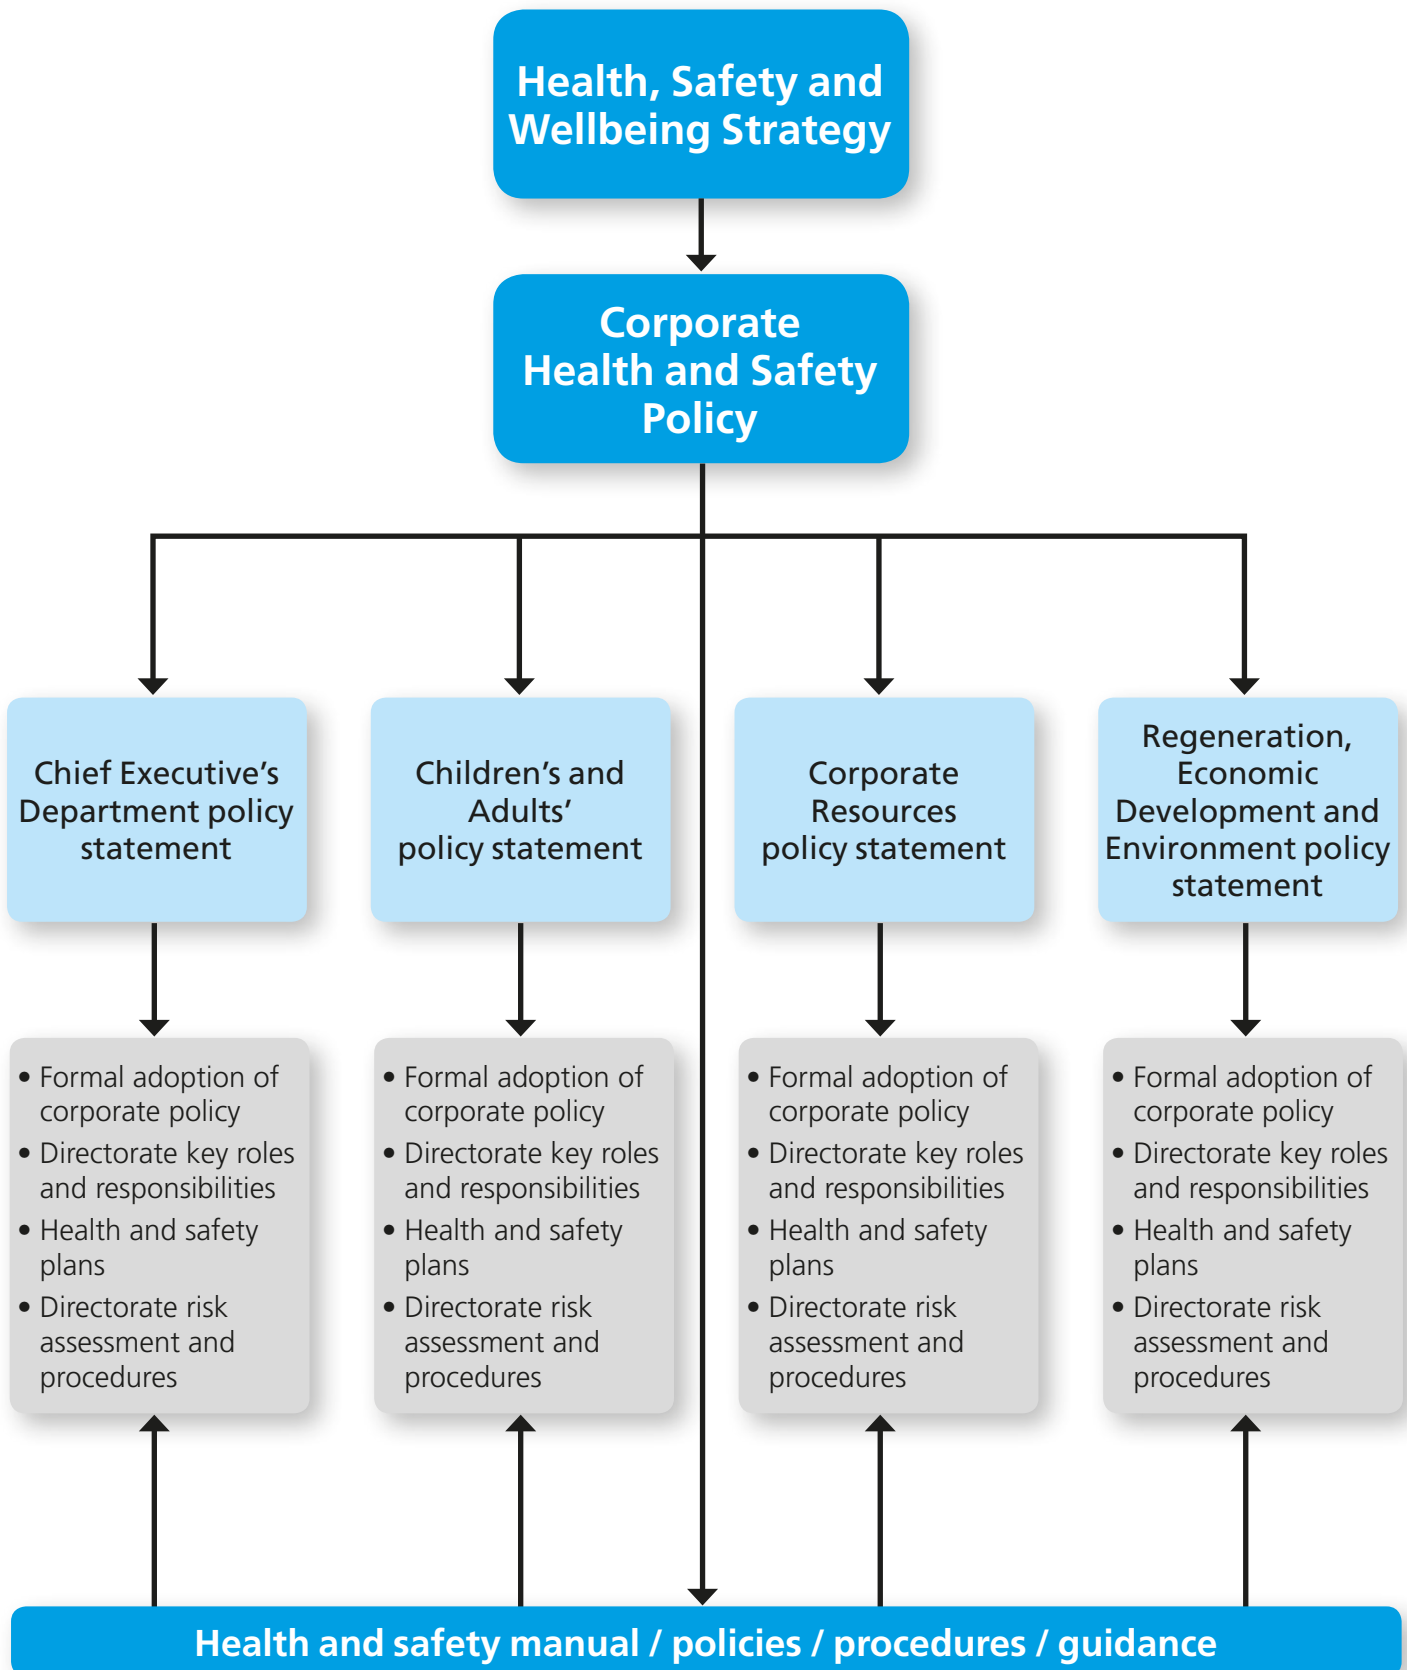 Health, Safety and
Wellbeing Strategy
Corporate
Health and Safety
Policy
Chief Executive’s
Department policy
statement
Children’s and
Adults’
policy statement
Corporate
Resources
policy statement
Regeneration,
Economic
Development and
Environment policy
statement
• Formal adoption of
corporate policy
• Directorate key roles
and responsibilities
• Health and safety
plans
• Directorate risk
assessment and
procedures
• Formal adoption of
corporate policy
• Directorate key roles
and responsibilities
• Health and safety
plans
• Directorate risk
assessment and
procedures
• Formal adoption of
corporate policy
• Directorate key roles
and responsibilities
• Health and safety
plans
• Directorate risk
assessment and
procedures
• Formal adoption of
corporate policy
• Directorate key roles
and responsibilities
• Health and safety
plans
• Directorate risk
assessment and
procedures
Health and safety manual / policies / procedures / guidance